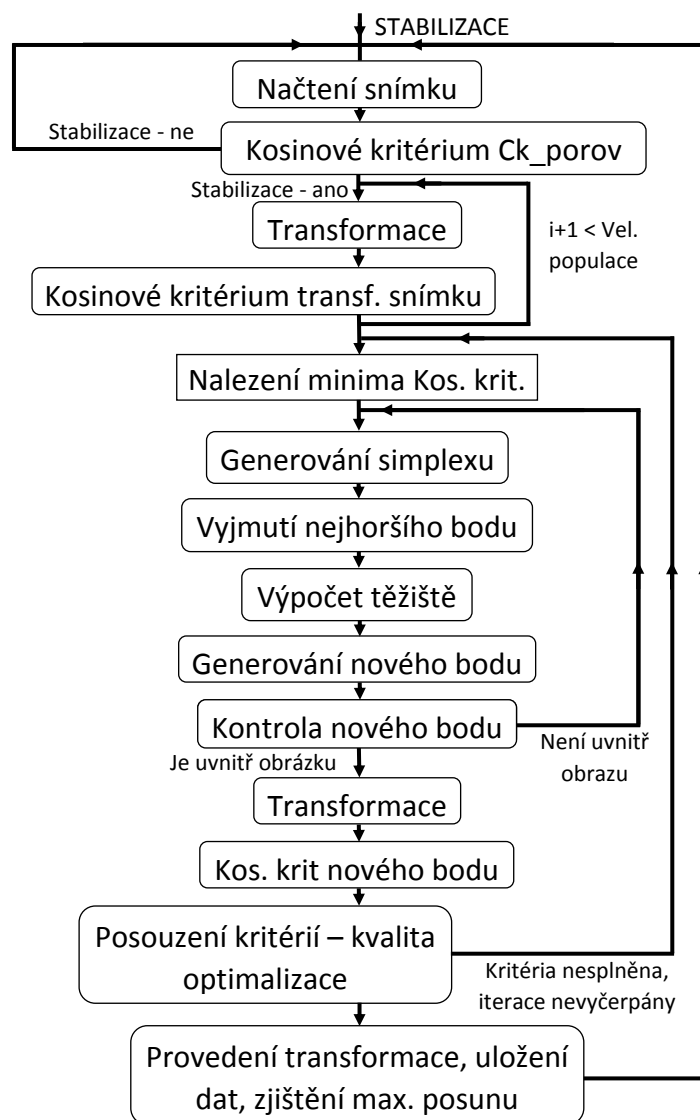 STABILIZACE
Načtení snímku
Stabilizace - ne
Kosinové kritérium Ck_porov
Stabilizace - ano
Transformace
i+1 < Vel.
populace
Kosinové kritérium transf. snímku
Nalezení minima Kos. krit.
Generování simplexu
Vyjmutí nejhoršího bodu
Výpočet těžiště
Generování nového bodu
Kontrola nového bodu
Není uvnitř
obrazu
Je uvnitř obrázku
Transformace
Kos. krit nového bodu
Posouzení kritérií – kvalita
optimalizace
Kritéria nesplněna,
iterace nevyčerpány
Provedení transformace, uložení
dat, zjištění max. posunu